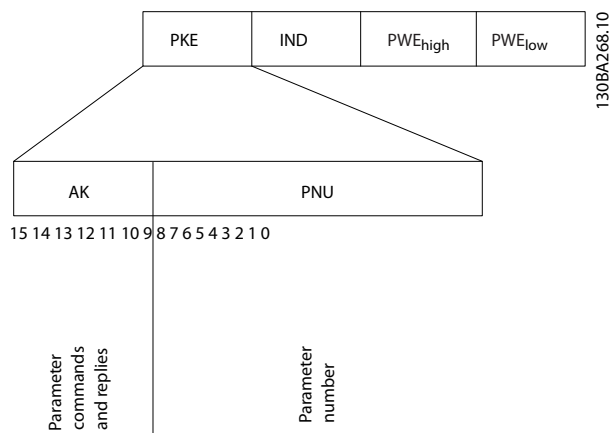 PKE IND PWEhigh PWElow
130BA268.10
AK PNU
15 14 13 12 11 10 9 8 7 6 5 4 3 2 1 0
Parameter
commands
and replies
Parameter
number